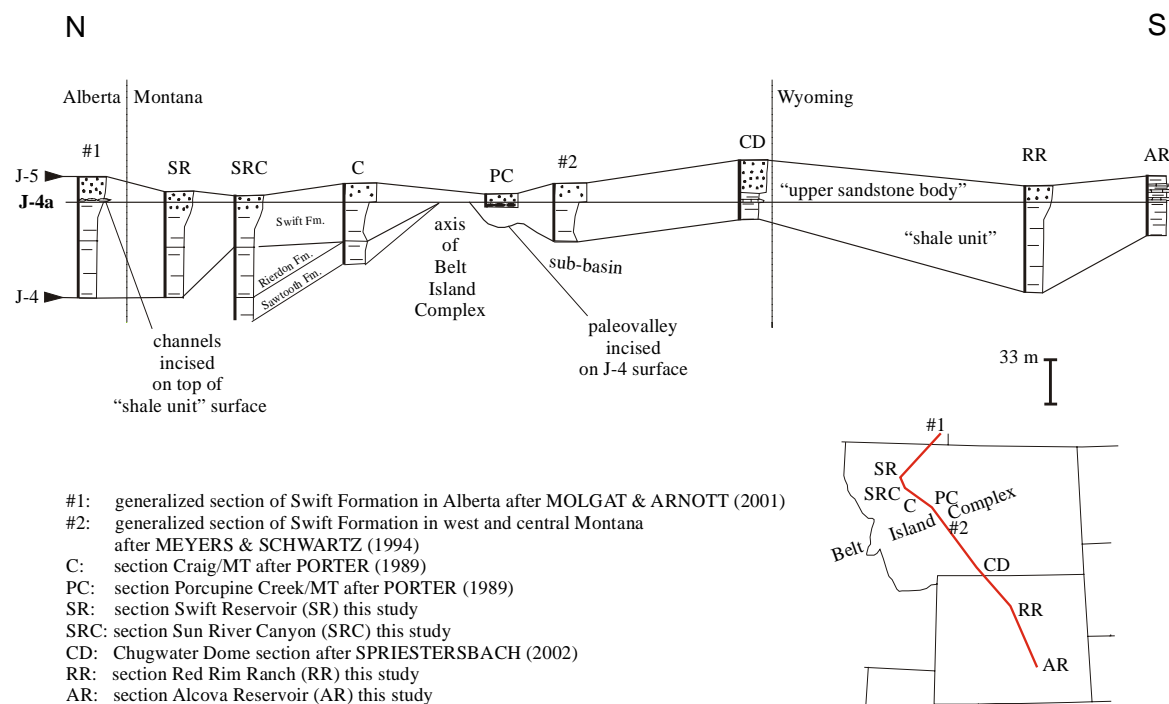 N
S
Alberta
Montana
Wyoming
#1
SR
SRC
C
PC
#2
CD
RR
AR
J-5
J-4a
J-4
Swift Fm.
Rierdon Fm.
Sawtooth Fm.
axis
of
Belt
Island
Complex
sub-basin
"upper sandstone body"
"shale unit"
channels
incised
on top of
"shale unit" surface
paleovalley
incised
on J-4 surface
33 m
#1: generalized section of Swift Formation in Alberta after MOLGAT & ARNOTT (2001)
#2: generalized section of Swift Formation in west and central Montana
after MEYERS & SCHWARTZ (1994)
C: section Craig/MT after PORTER (1989)
PC: section Porcupine Creek/MT after PORTER (1989)
SR: section Swift Reservoir (SR) this study
SRC: section Sun River Canyon (SRC) this study
CD: Chugwater Dome section after SPRIESTERSBACH (2002)
RR: section Red Rim Ranch (RR) this study
AR: section Alcova Reservoir (AR) this study
#1
SR
SRC
C
PC
#2
Belt Island Complex
CD
RR
AR